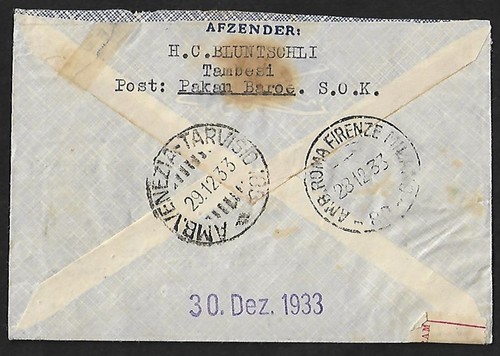 AFZENDER:
H.C.BLUNTSCHLI
Tambesi
Post: Pakan Baroe. S.O.K.
AMB.VENEZIA-TARVISIO
29.12.33
AMB.ROMA FIRENZE MILANO
28.12.33
30. Dez. 1933